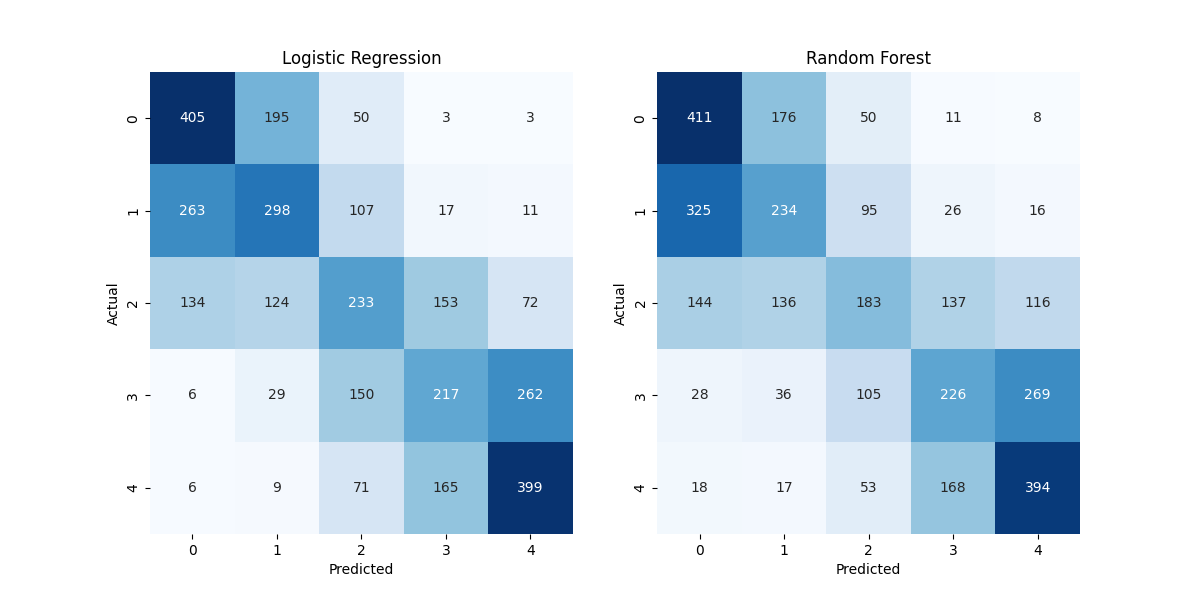 Logistic Regression
0 405 195 50 3 3
1 263 298 107 17 11
2 134 124 233 153 72
3 6 29 150 217 262
4 6 9 71 165 399
0 1 2 3 4
Predicted
Actual
Random Forest
0 411 176 50 11 8
1 325 234 95 26 16
2 144 136 183 137 116
3 28 36 105 226 269
4 18 17 53 168 394
0 1 2 3 4
Predicted
Actual